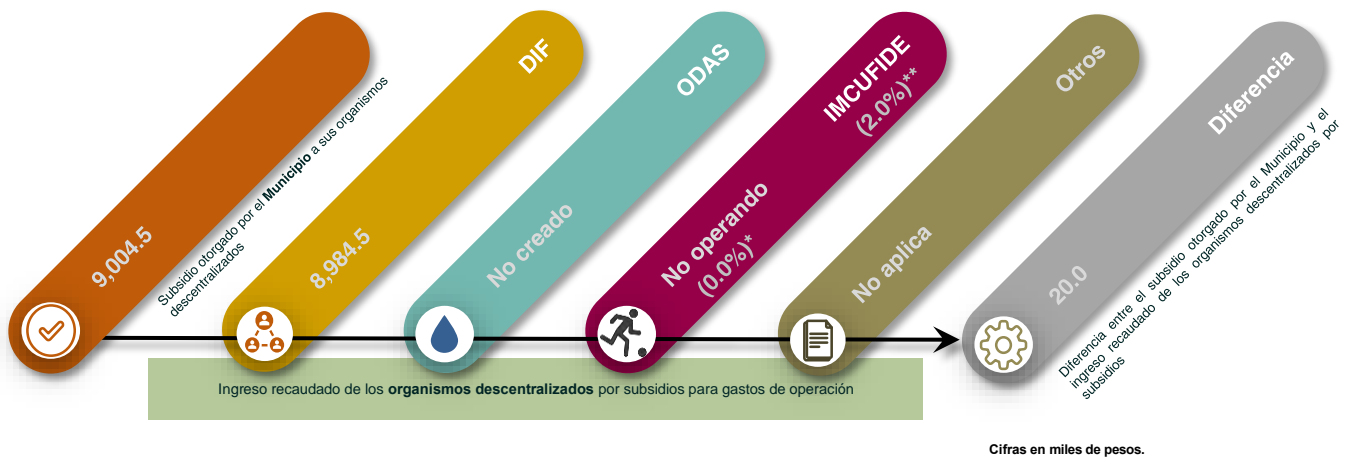 9,004.5
Subsidio otorgado por el Municipio a sus organismos
descentralizados
DIF
8,984.5
ODAS
No creado
IMCUFIDE
(2.0%)**
No operando
(0.0%)*
Otros
No aplica
Diferencia
20.0
Diferencia entre el subsidio otorgado por el Municipio y el
ingreso recaudado de los organismos descentralizados por
subsidios
Ingreso recaudado de los organismos descentralizados por subsidios para gastos de operación
Cifras en miles de pesos.